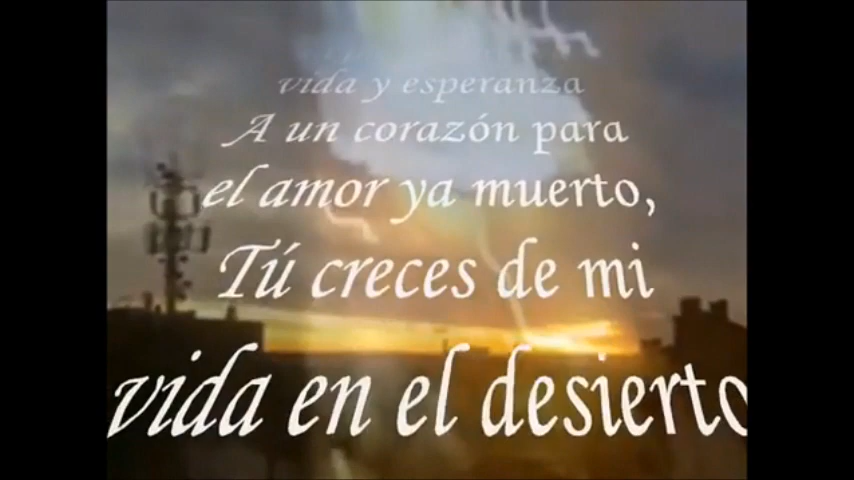 vida y esperanza
A un corazón para
el amor ya muerto,
Tú creces de mi
vida en el desierto